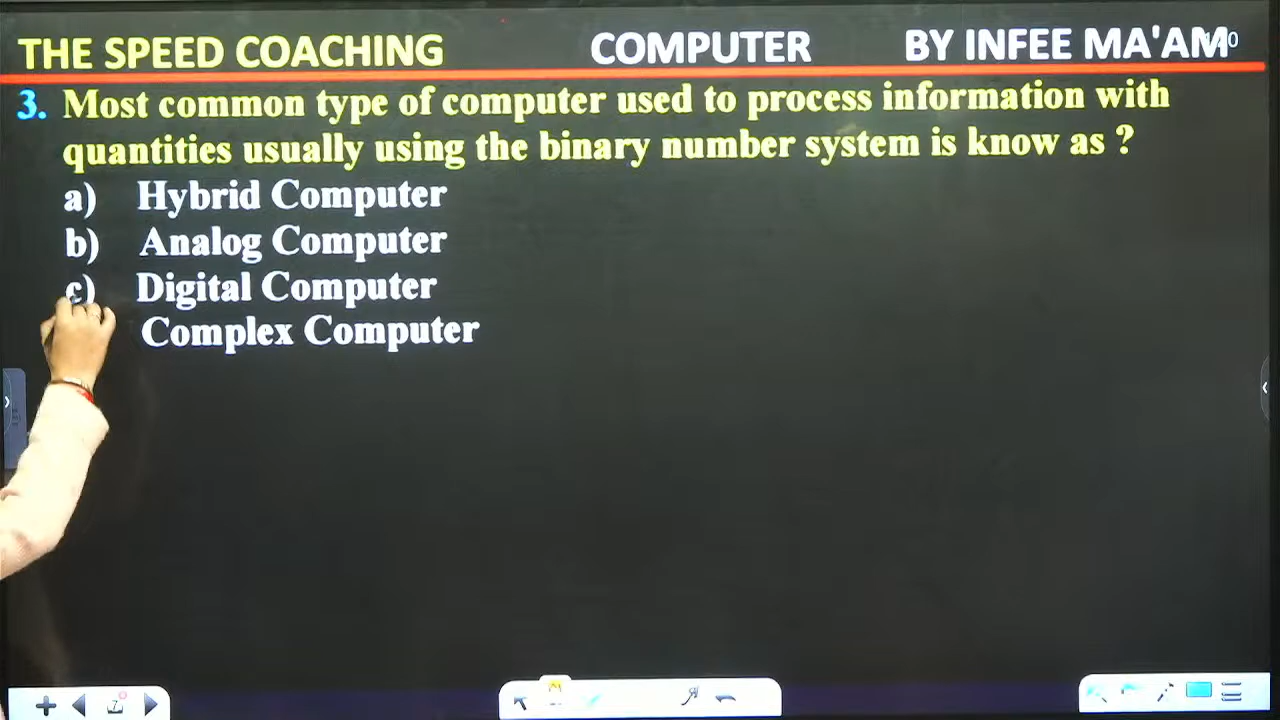 THE SPEED COACHING COMPUTER BY INFEE MA'AM
3. Most common type of computer used to process information with
quantities usually using the binary number system is know as ?
a) Hybrid Computer
b) Analog Computer
c) Digital Computer
Complex Computer